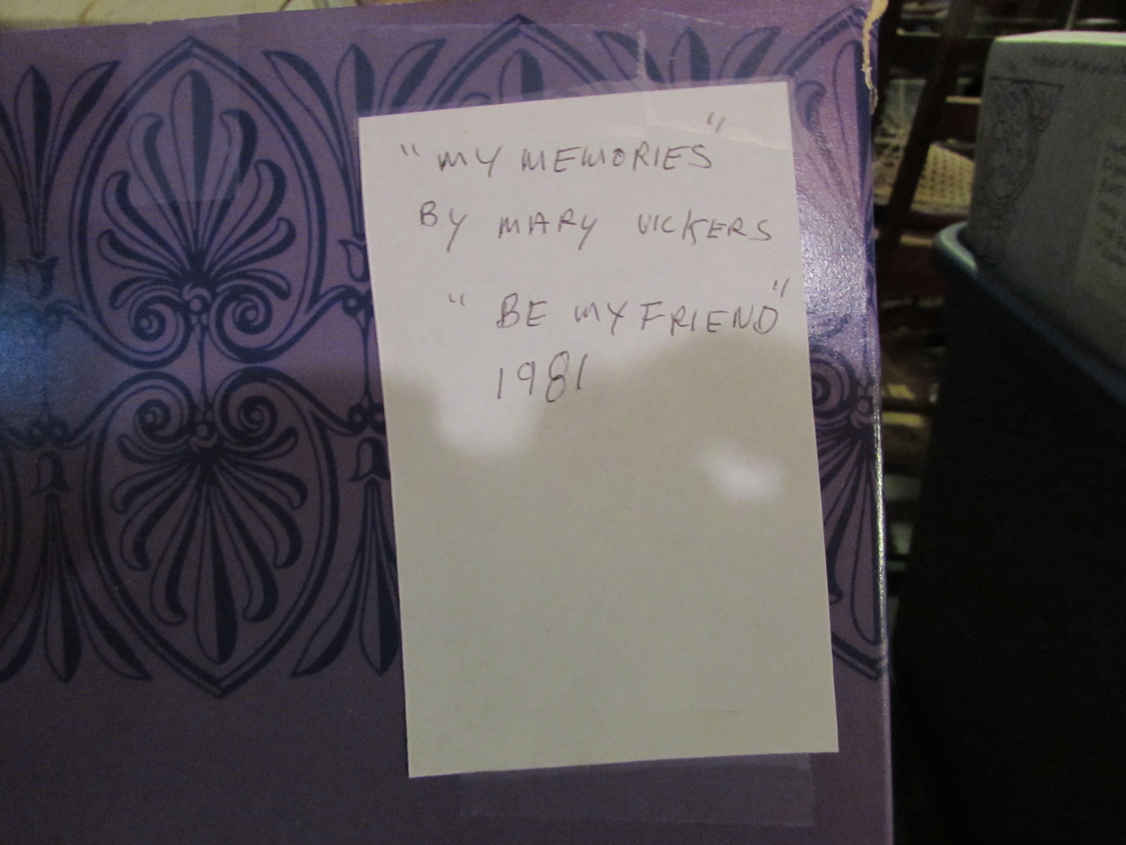 "MY MEMORIES"
BY MARY VICKERS
"BE MY FRIEND"
1981